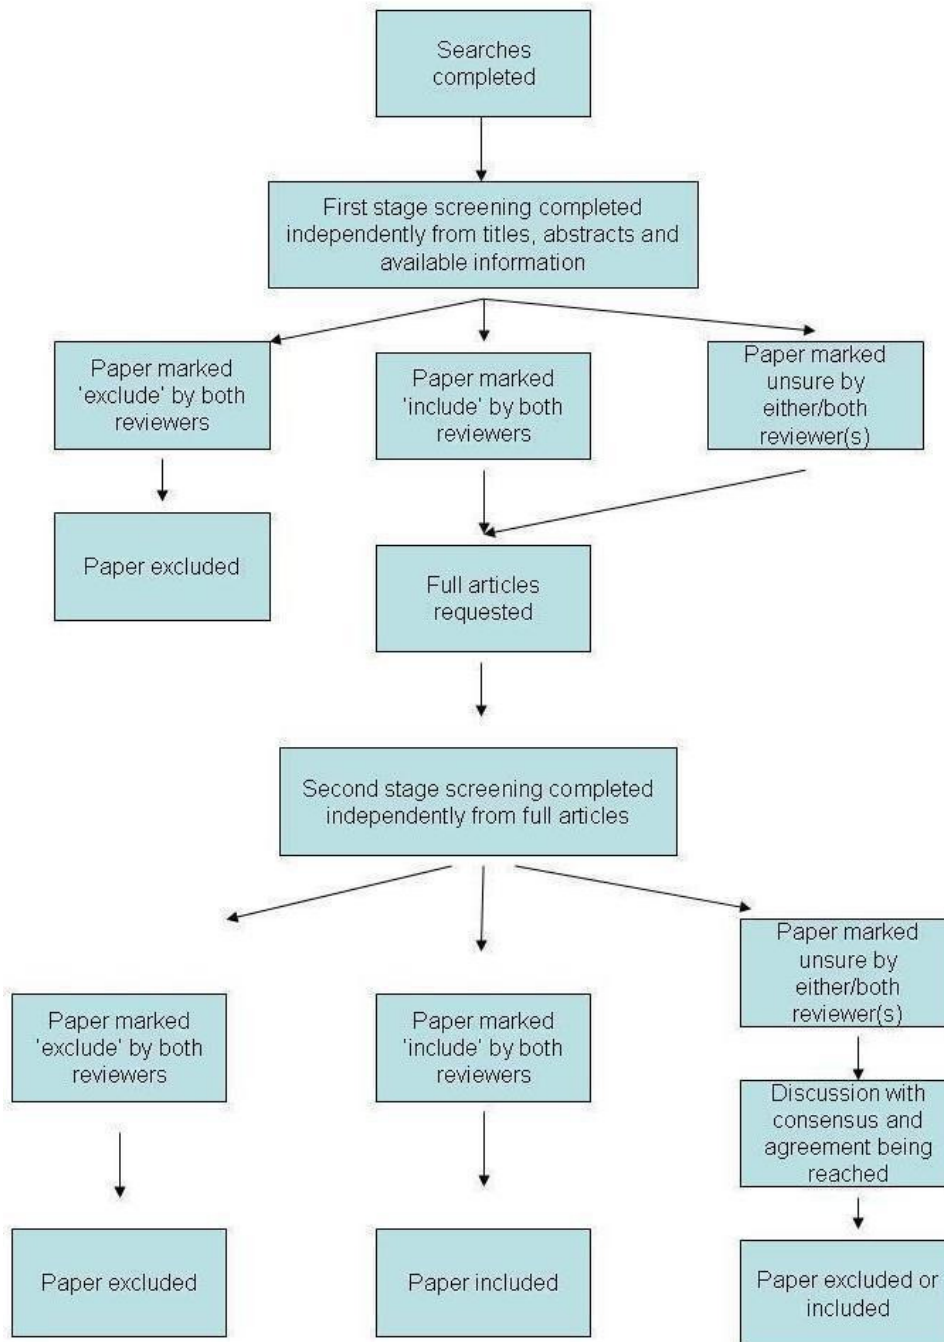 Searches
completed
First stage screening completed
independently from titles, abstracts and
available information
Paper marked
'exclude' by both
reviewers
Paper marked
'include' by both
reviewers
Paper marked
unsure by
either/both
reviewer(s)
Paper excluded
Full articles
requested
Second stage screening completed
independently from full articles
Paper marked
'exclude' by both
reviewers
Paper marked
'include' by both
reviewers
Paper marked
unsure by
either/both
reviewer(s)
Discussion with
consensus and
agreement being
reached
Paper excluded
Paper included
Paper excluded or
included